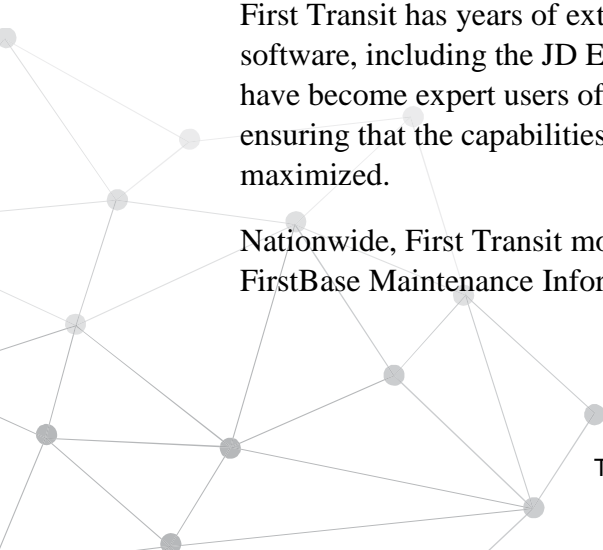 First Transit has years of ext
software, including the JD E
have become expert users of
ensuring that the capabilities
maximized.
Nationwide, First Transit mo
FirstBase Maintenance Infor
T